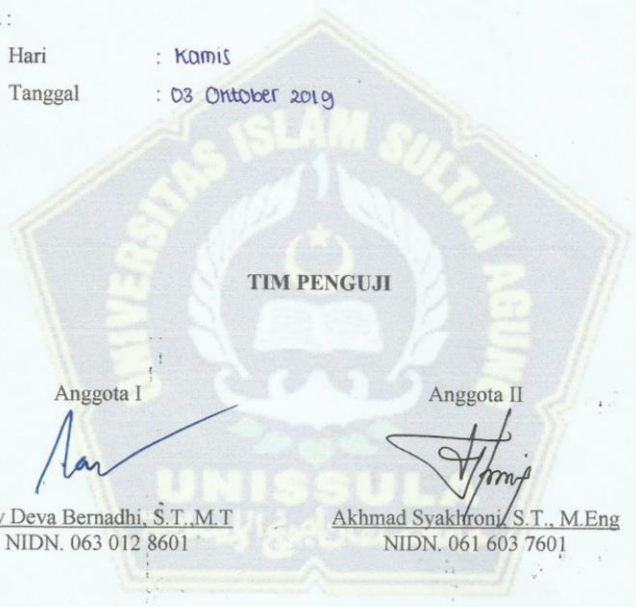 :
Hari : Kamis
Tanggal : 03 Oktober 2019
UNIVERSITAS ISLAM SULTAN AGUNG
TIM PENGUJI
Anggota I Anggota II
UNISSULA
y Deva Bernadhi, S.T.,M.T Akhmad Syakhroni, S.T., M.Eng
NIDN. 063 012 8601 NIDN. 061 603 7601